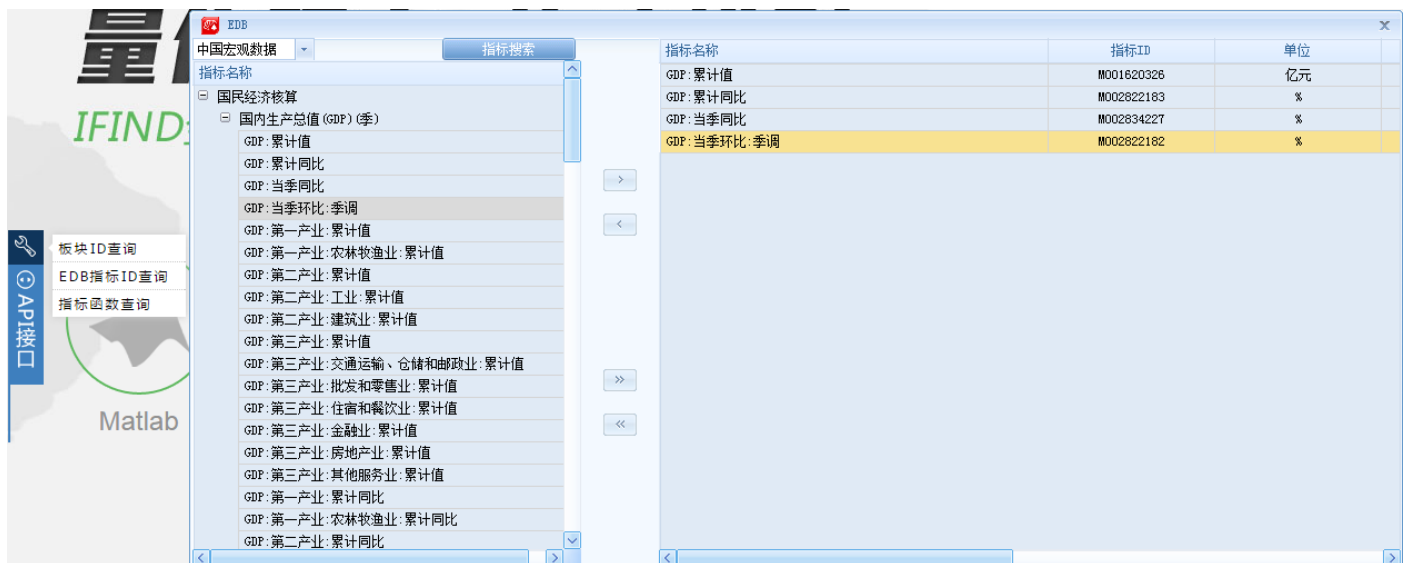 量化
IFIND
板块ID查询
EDB指标ID查询
指标函数查询
API接口
Matlab
EDB
x
中国宏观数据
指标搜索
指标名称
国民经济核算
国内生产总值(GDP)(季)
GDP:累计值
GDP:累计同比
GDP:当季同比
GDP:当季环比:季调
GDP:第一产业:累计值
GDP:第一产业:农林牧渔业:累计值
GDP:第二产业:累计值
GDP:第二产业:工业:累计值
GDP:第二产业:建筑业:累计值
GDP:第三产业:累计值
GDP:第三产业:交通运输、仓储和邮政业:累计值
GDP:第三产业:批发和零售业:累计值
GDP:第三产业:住宿和餐饮业:累计值
GDP:第三产业:金融业:累计值
GDP:第三产业:房地产业:累计值
GDP:第三产业:其他服务业:累计值
GDP:第一产业:累计同比
GDP:第一产业:农林牧渔业:累计同比
GDP:第二产业:累计同比
指标名称 指标ID 单位
GDP:累计值 M001620326 亿元
GDP:累计同比 M002822183 %
GDP:当季同比 M002834227 %
GDP:当季环比:季调 M002822182 %